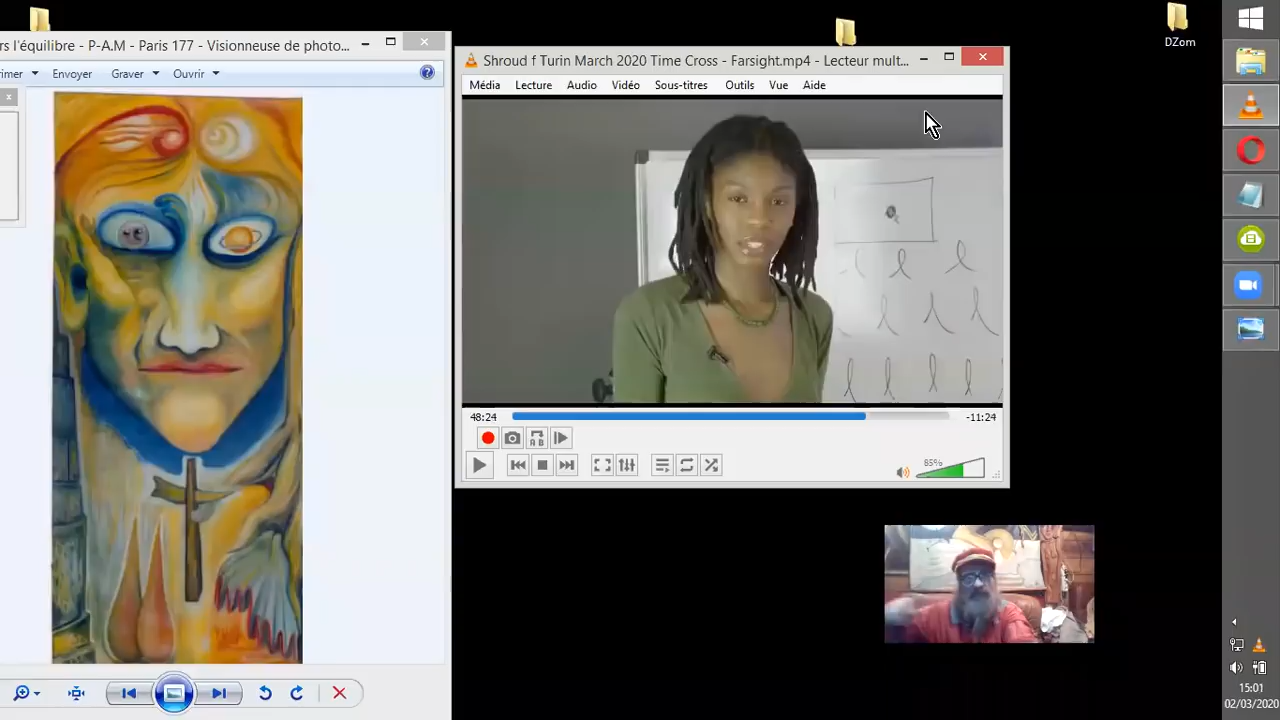 rs l'équilibre - P-A-M - Paris 177 - Visionneuse de photo...
rimer Envoyer Graver Ouvrir
Shroud f Turin March 2020 Time Cross - Farsight.mp4 - Lecteur mult...
Média Lecture Audio Vidéo Sous-titres Outils Vue Aide
48:24
-11:24
85%
DZom
15:01
02/03/2020